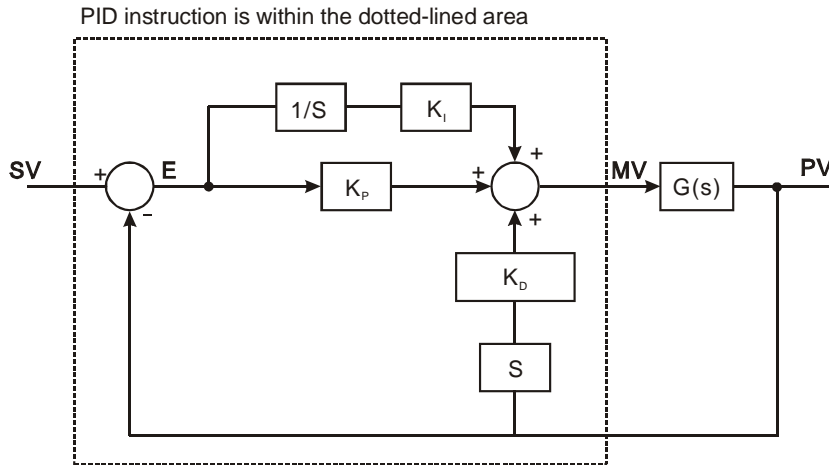 PID instruction is within the dotted-lined area
1/S
K_I
+
SV
+
E
K_P
+
MV
G(s)
PV
−
+
K_D
S